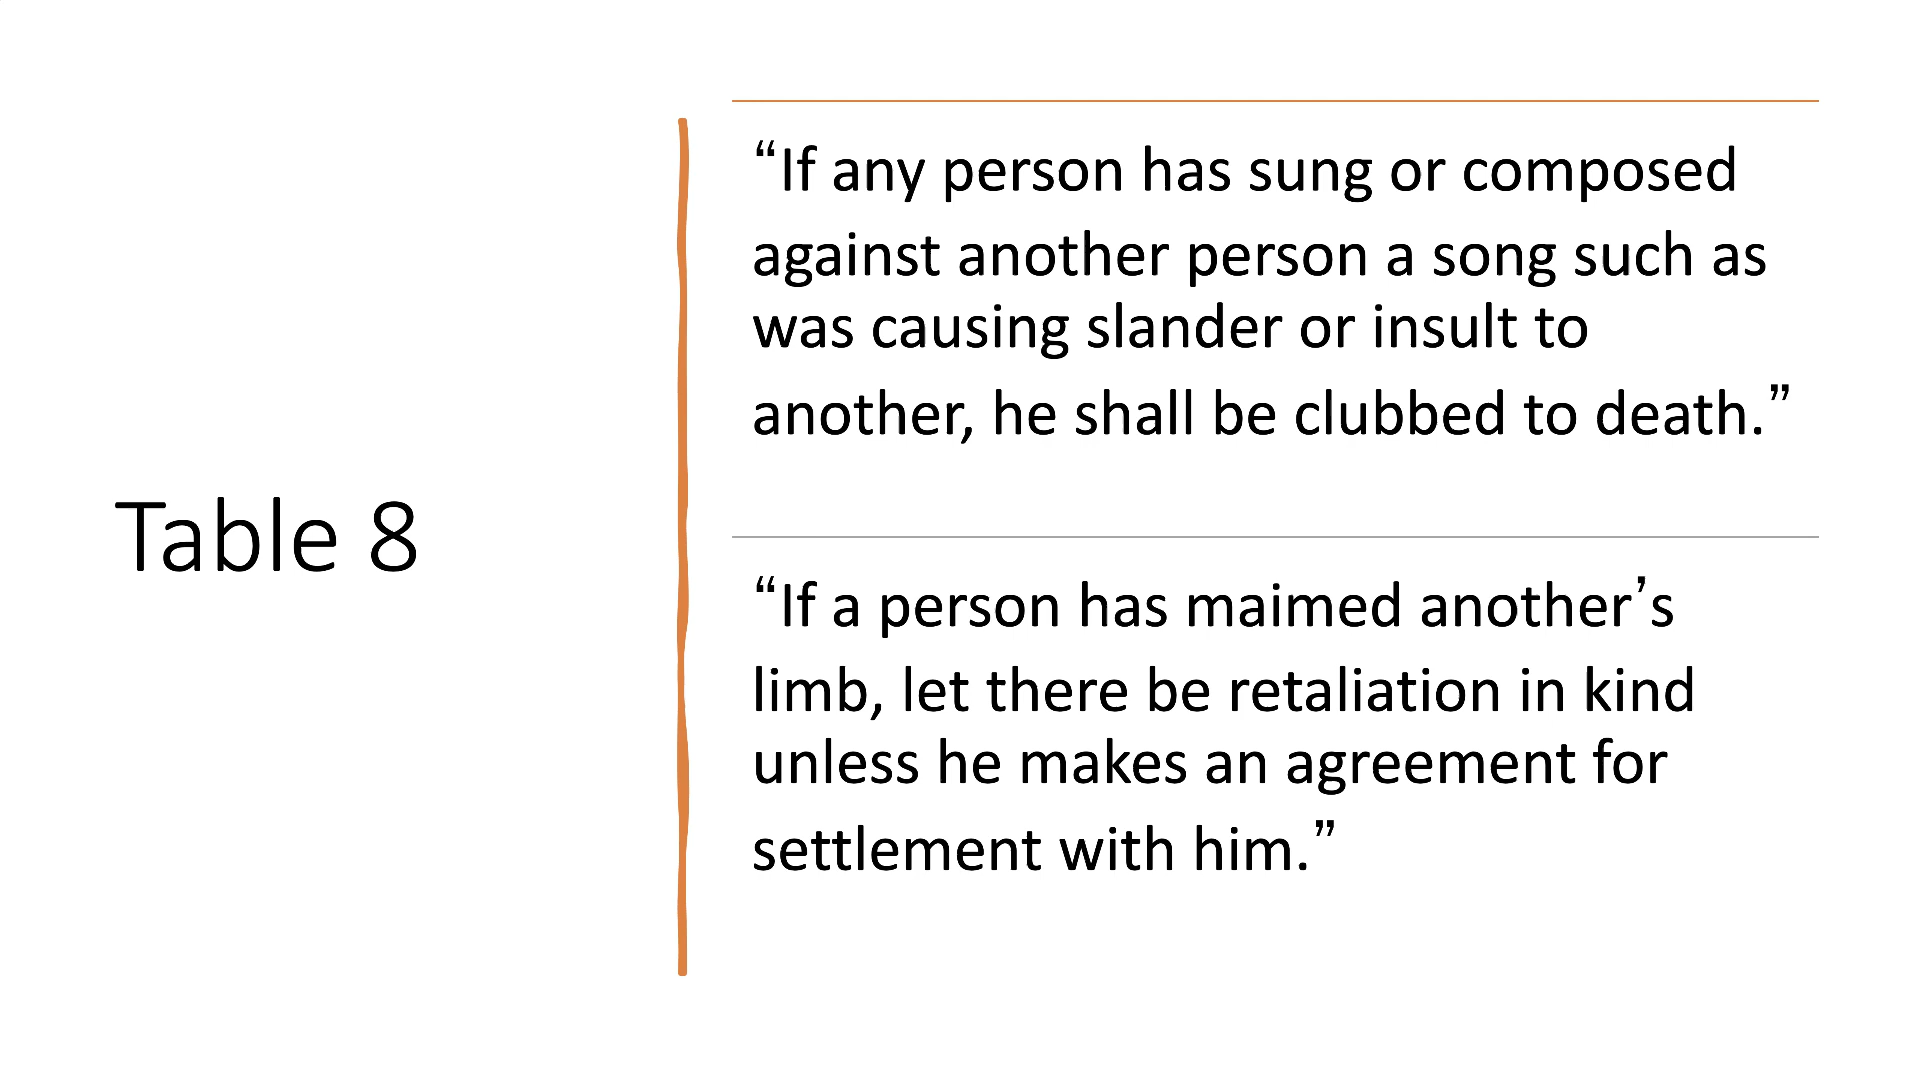 Table 8
“If any person has sung or composed
against another person a song such as
was causing slander or insult to
another, he shall be clubbed to death.”
“If a person has maimed another’s
limb, let there be retaliation in kind
unless he makes an agreement for
settlement with him.”